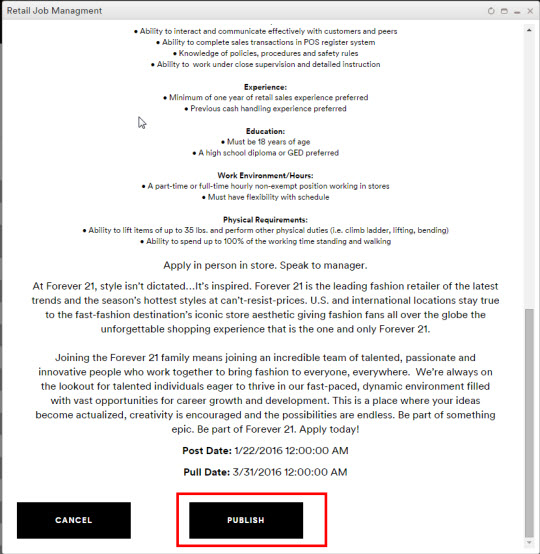 Retail Job Managment
● Ability to interact and communicate effectively with customers and peers
● Ability to complete sales transactions in POS register system
● Knowledge of policies, procedures and safety rules
● Ability to  work under close supervision and detailed instruction
Experience:
● Minimum of one year of retail sales experience preferred
● Previous cash handling experience preferred
Education:
● Must be 18 years of age
● A high school diploma or GED preferred
Work Environment/Hours:
● A part-time or full-time hourly non-exempt position working in stores
● Must have flexibility with schedule
Physical Requirements:
● Ability to lift items of up to 35 lbs. and perform other physical duties (i.e. climb ladder, lifting, bending)
● Ability to spend up to 100% of the working time standing and walking
Apply in person in store. Speak to manager.
At Forever 21, style isn't dictated...It's inspired. Forever 21 is the leading fashion retailer of the latest
trends and the season's hottest styles at can't-resist-prices. U.S. and international locations stay true
to the fast-fashion destination's iconic store aesthetic giving fashion fans all over the globe the
unforgettable shopping experience that is the one and only Forever 21.
Joining the Forever 21 family means joining an incredible team of talented, passionate and
innovative people who work together to bring fashion to everyone, everywhere.  We're always on
the lookout for talented individuals eager to thrive in our fast-paced, dynamic environment filled
with vast opportunities for career growth and development. This is a place where your ideas
become actualized, creativity is encouraged and the possibilities are endless. Be part of something
epic. Be part of Forever 21. Apply today!
Post Date: 1/22/2016 12:00:00 AM
Pull Date: 3/31/2016 12:00:00 AM
CANCEL PUBLISH